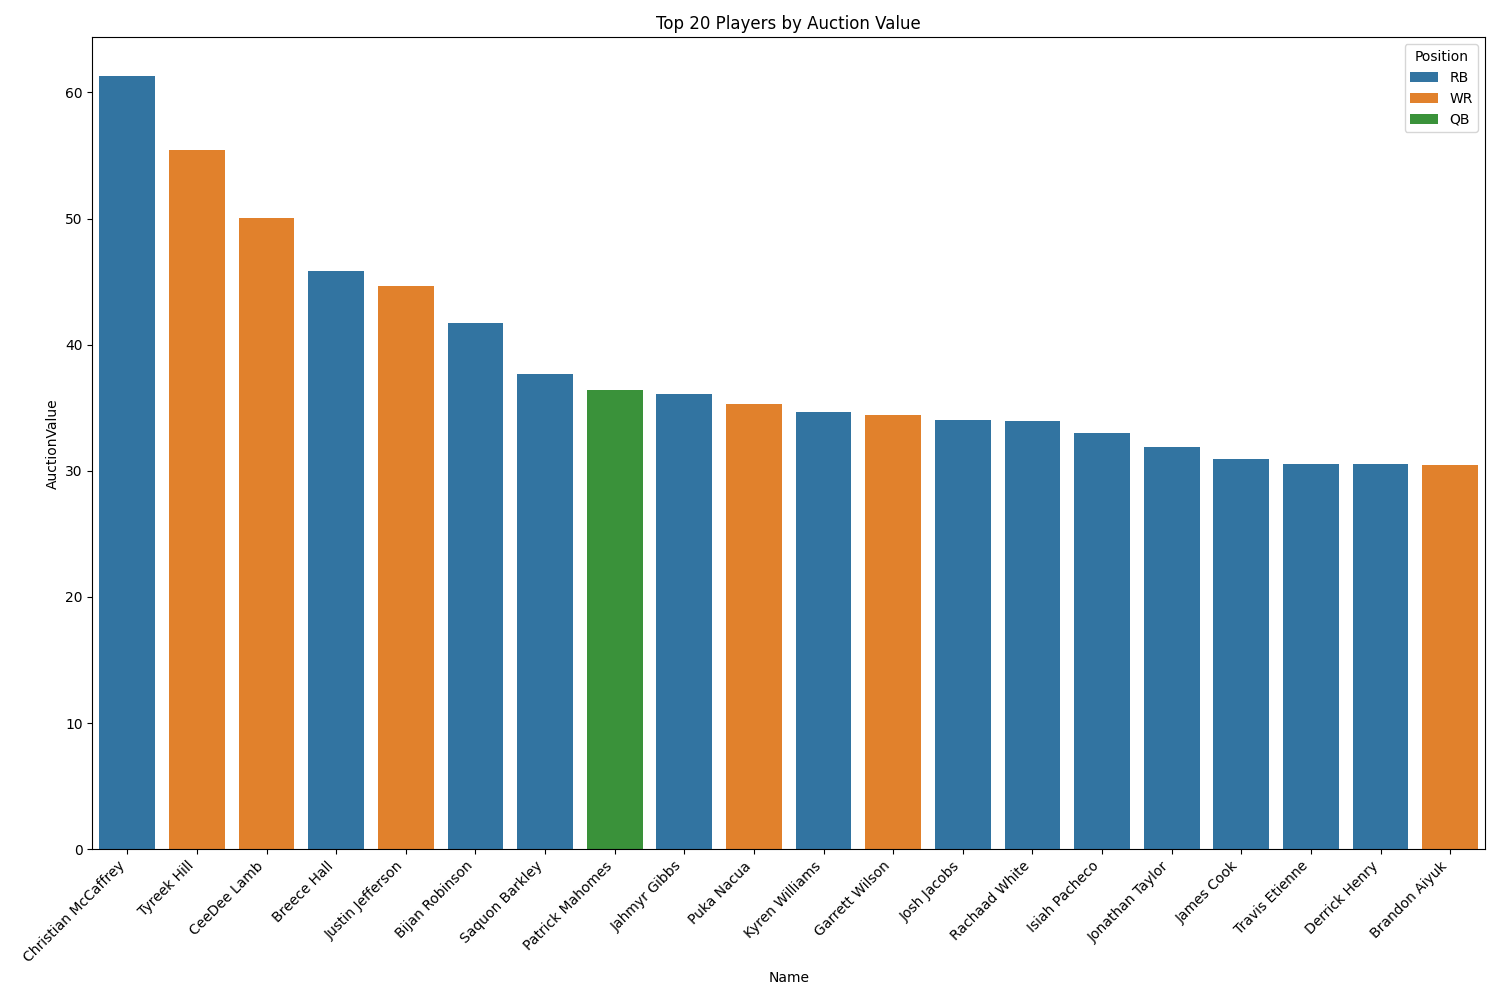 Top 20 Players by Auction Value
Position
RB
WR
QB
AuctionValue
60
50
40
30
20
10
0
Christian McCaffrey
Tyreek Hill
CeeDee Lamb
Breece Hall
Justin Jefferson
Bijan Robinson
Saquon Barkley
Patrick Mahomes
Jahmyr Gibbs
Puka Nacua
Kyren Williams
Garrett Wilson
Josh Jacobs
Rachaad White
Isiah Pacheco
Jonathan Taylor
James Cook
Travis Etienne
Derrick Henry
Brandon Aiyuk
Name